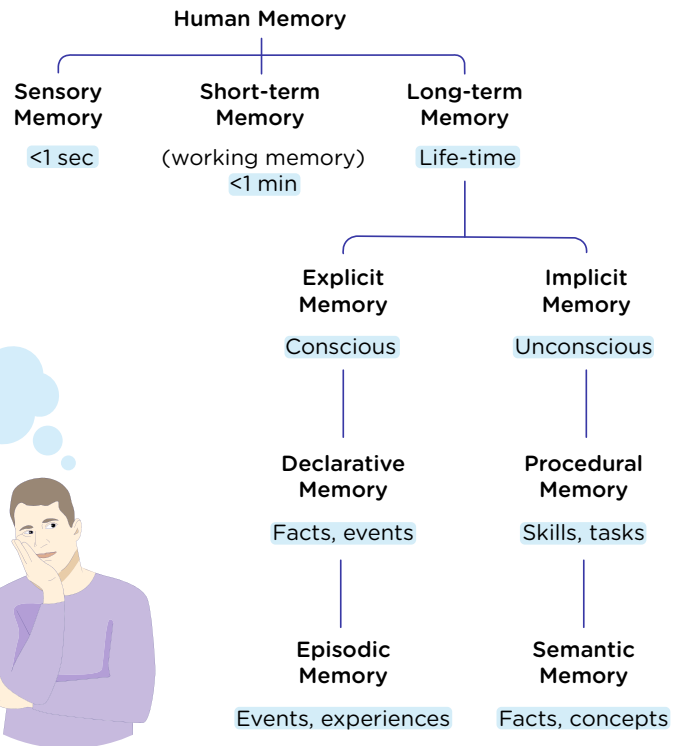 Human Memory
Sensory
Memory
<1 sec
Short-term
Memory
(working memory)
<1 min
Long-term
Memory
Life-time
Explicit
Memory
Conscious
Implicit
Memory
Unconscious
Declarative
Memory
Facts, events
Procedural
Memory
Skills, tasks
Episodic
Memory
Events, experiences
Semantic
Memory
Facts, concepts